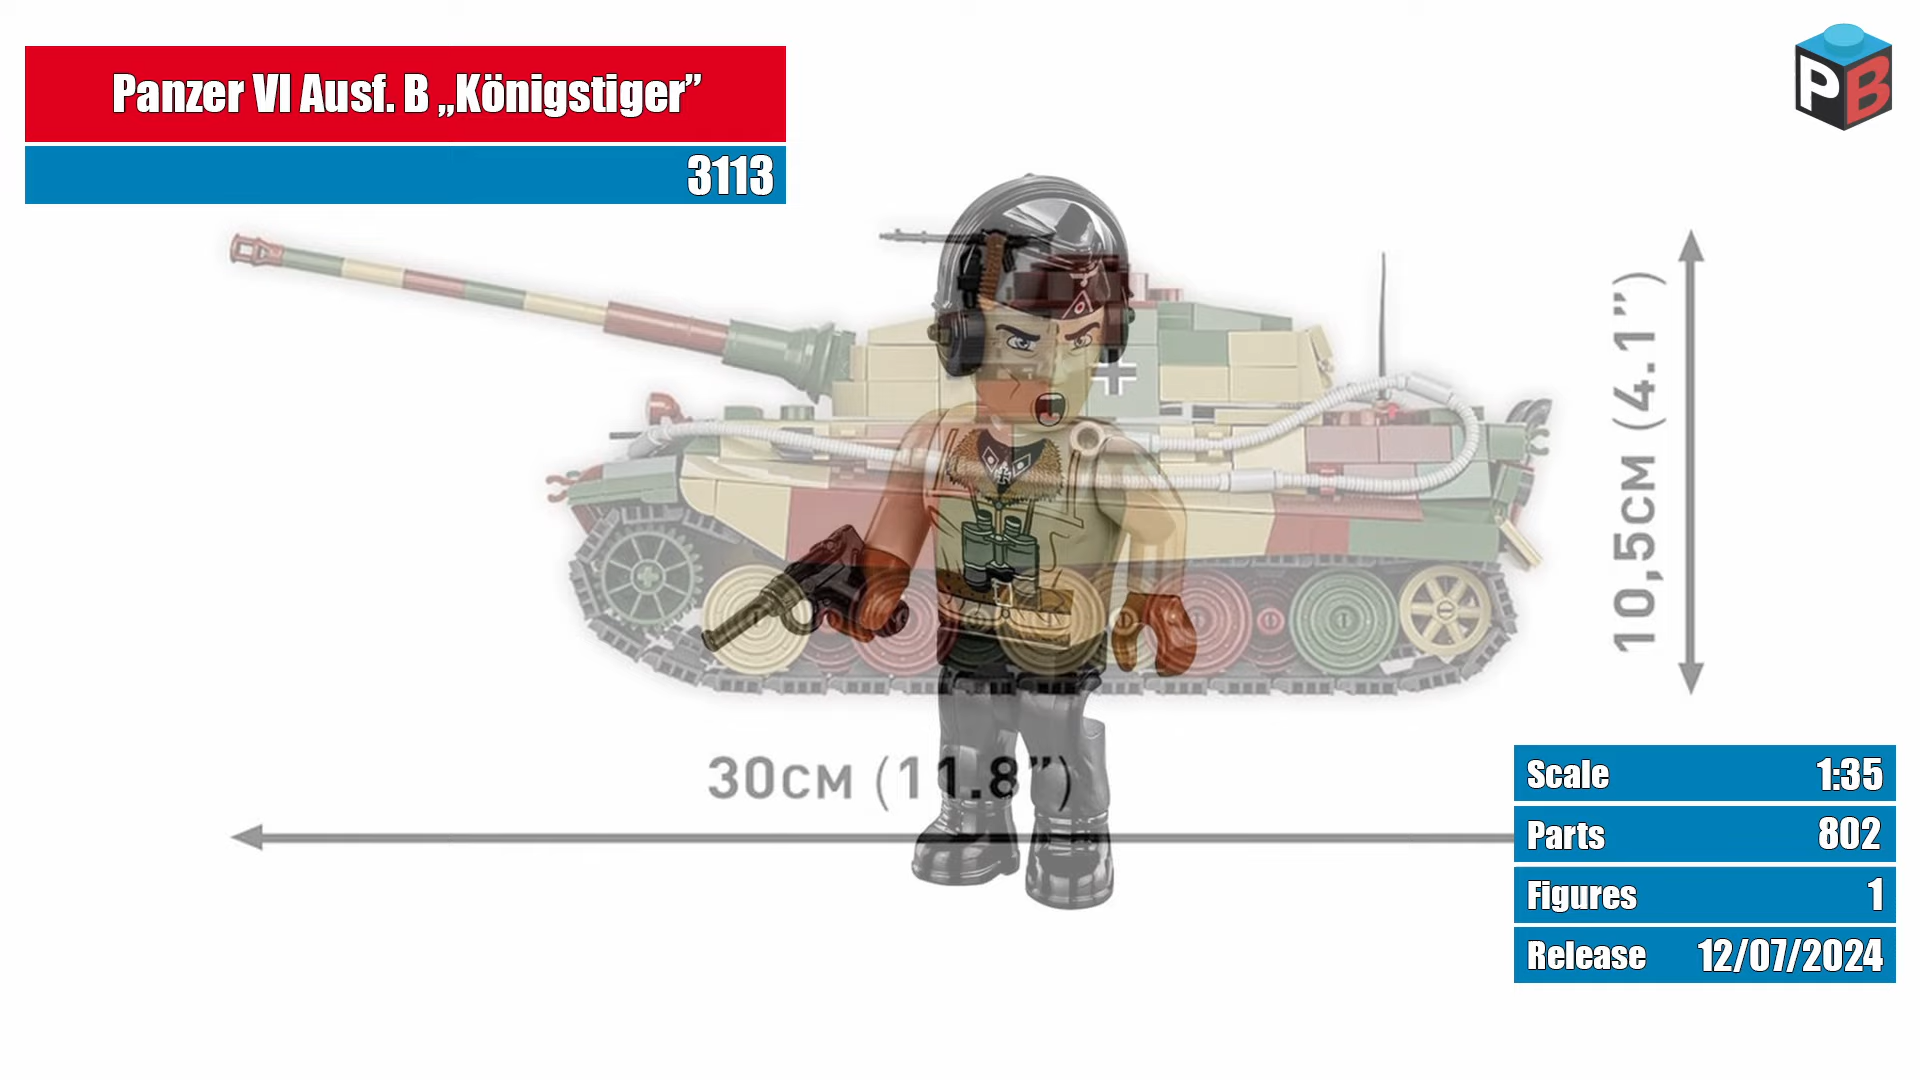 Panzer VI Ausf. B „Königstiger”
3113
PB
10,5CM (4.1”)
30CM (11.8”)
Scale 1:35
Parts 802
Figures 1
Release 12/07/2024